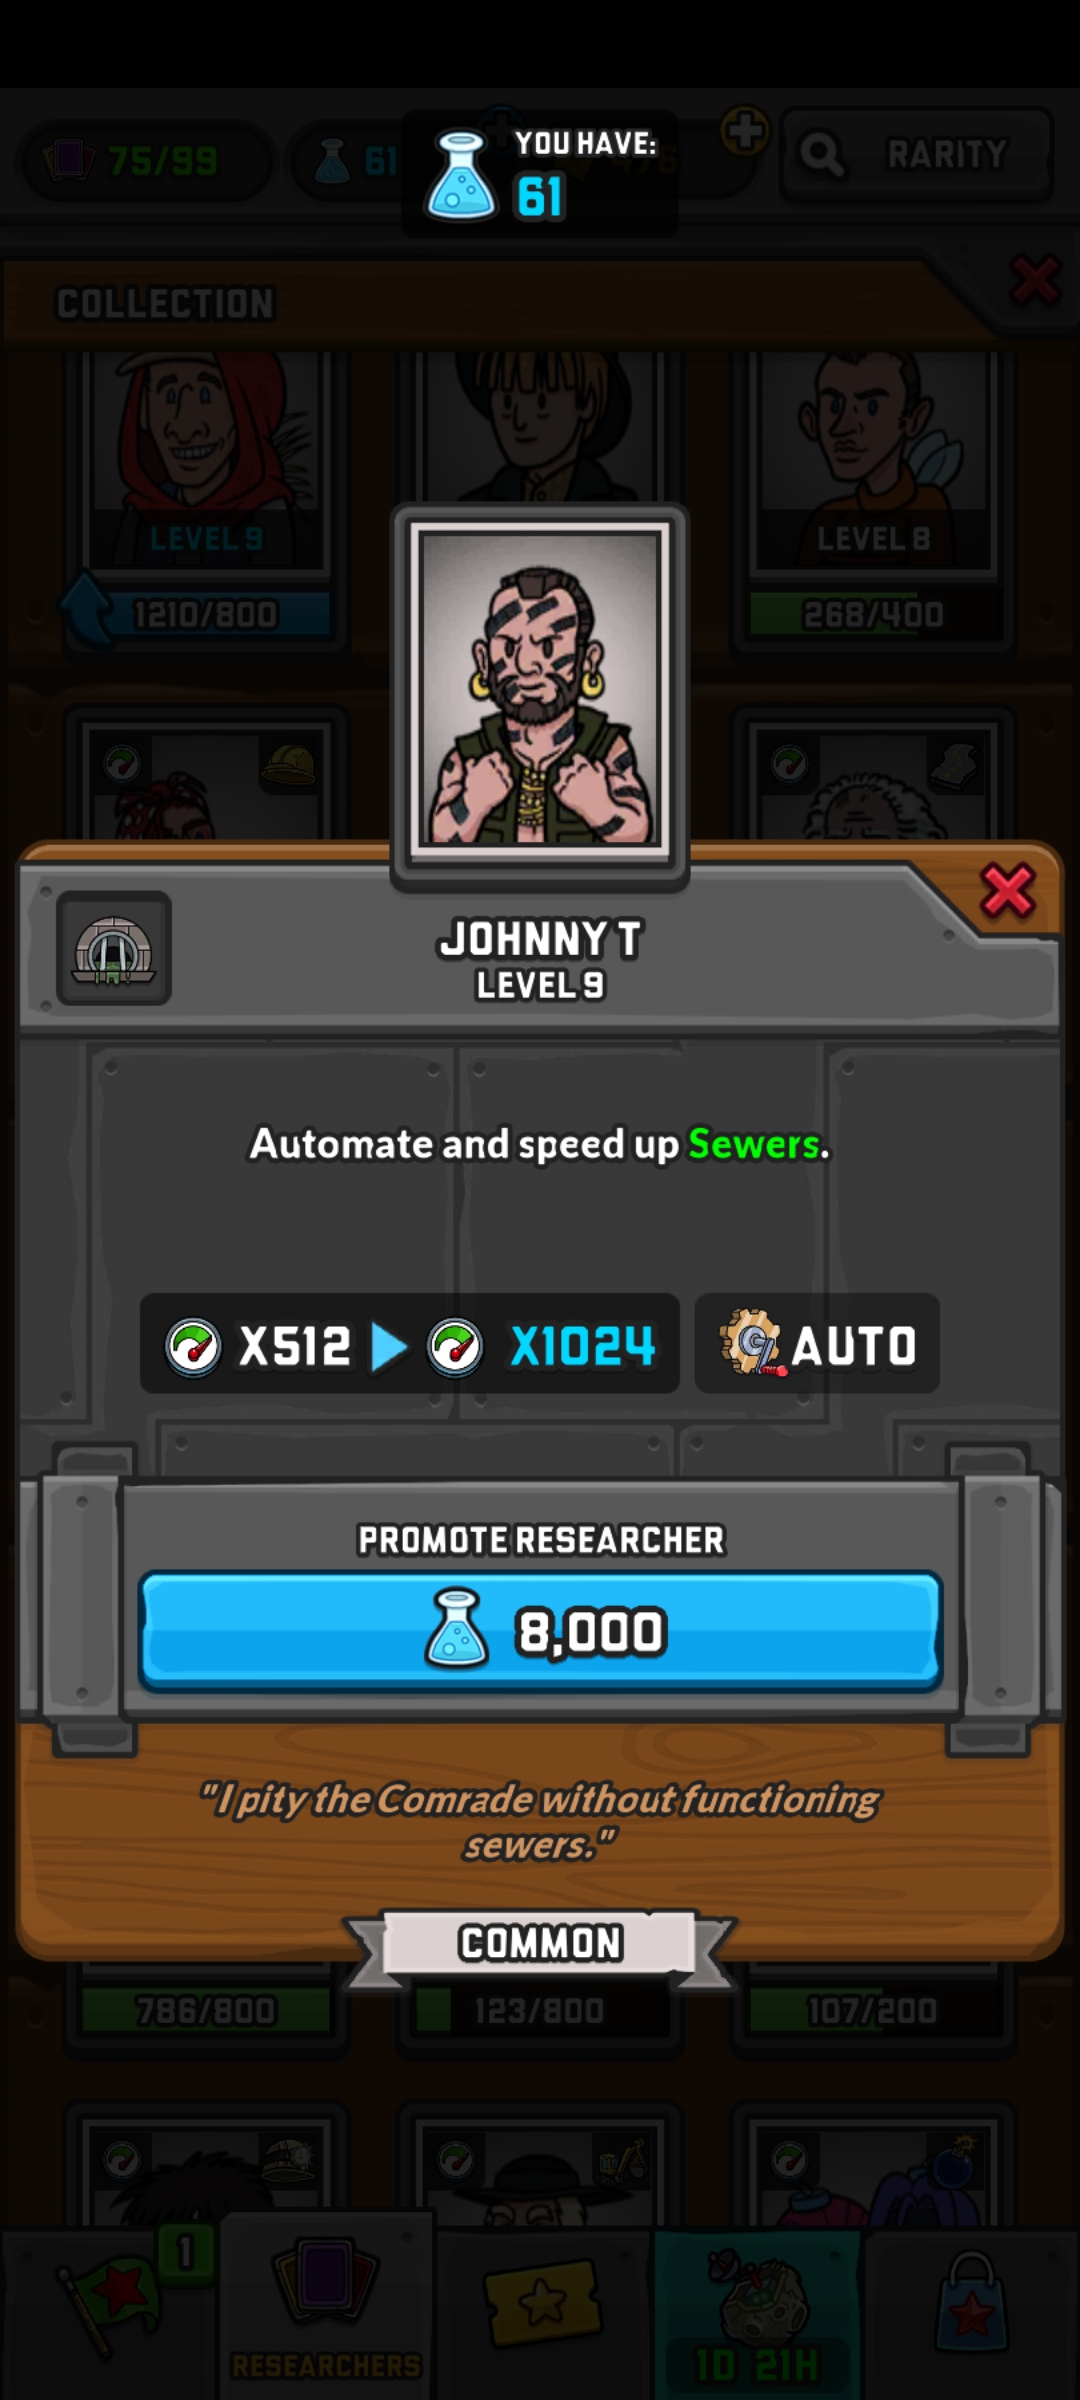 75/99
61
YOU HAVE:
61
RARITY
COLLECTION
LEVEL 9
LEVEL 8
1210/800
268/400
JOHNNY T
LEVEL 9
Automate and speed up Sewers.
X512
X1024
AUTO
PROMOTE RESEARCHER
8,000
"I pity the Comrade without functioning
sewers."
COMMON
786/800
123/800
107/200
1
RESEARCHERS
1D 21H